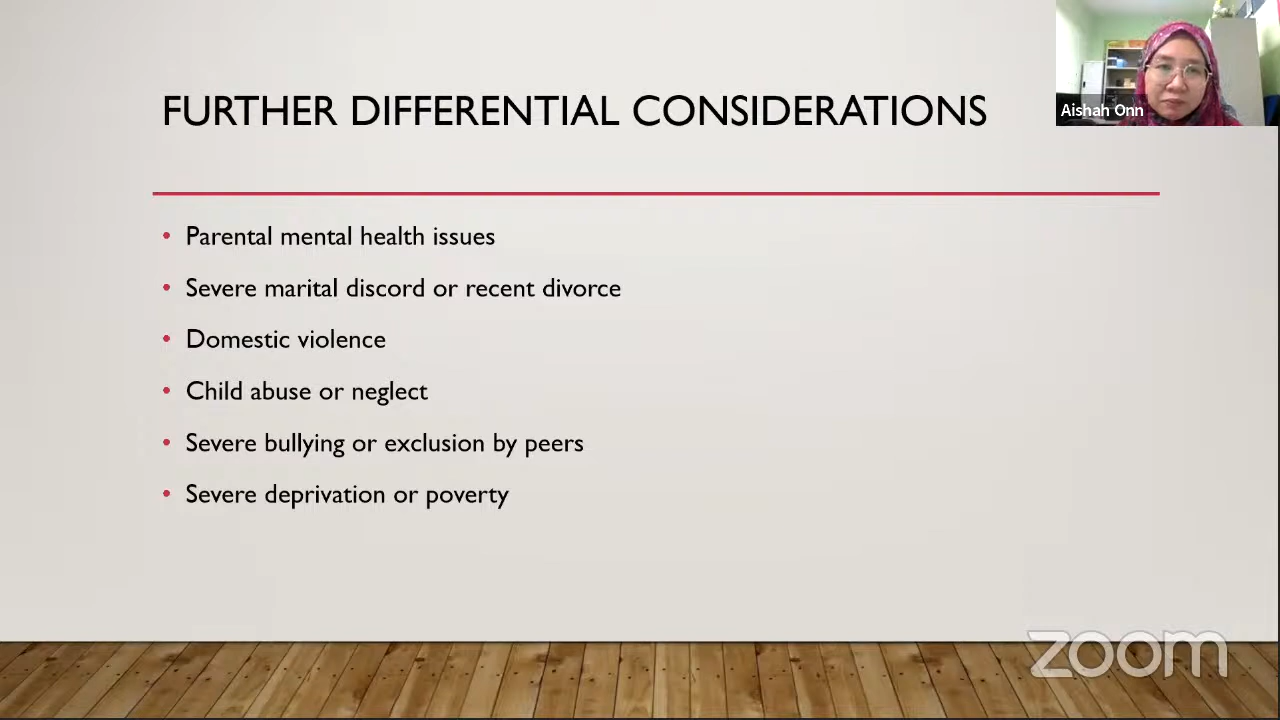 FURTHER DIFFERENTIAL CONSIDERATIONS
Aishah Onn
• Parental mental health issues
• Severe marital discord or recent divorce
• Domestic violence
• Child abuse or neglect
• Severe bullying or exclusion by peers
• Severe deprivation or poverty
zoom